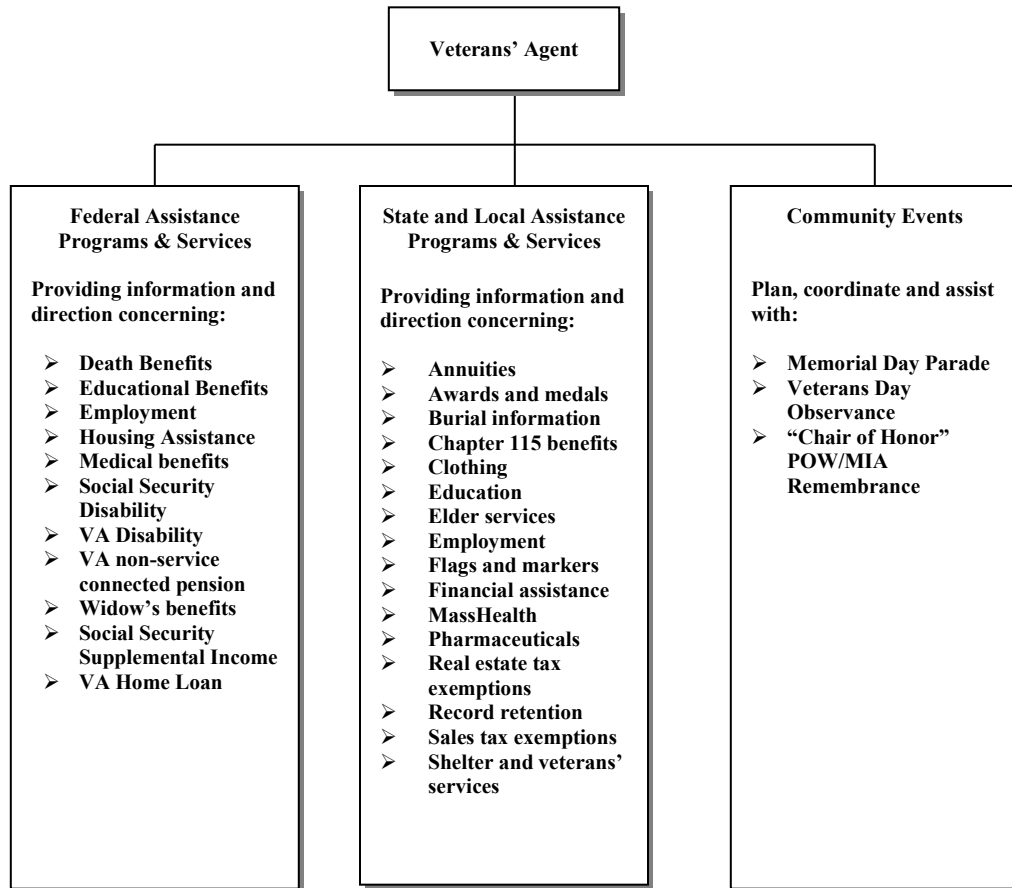 Veterans’ Agent
Federal Assistance
Programs & Services
Providing information and
direction concerning:
➢ Death Benefits
➢ Educational Benefits
➢ Employment
➢ Housing Assistance
➢ Medical benefits
➢ Social Security
Disability
➢ VA Disability
➢ VA non-service
connected pension
➢ Widow’s benefits
➢ Social Security
Supplemental Income
➢ VA Home Loan
State and Local Assistance
Programs & Services
Providing information and
direction concerning:
➢ Annuities
➢ Awards and medals
➢ Burial information
➢ Chapter 115 benefits
➢ Clothing
➢ Education
➢ Elder services
➢ Employment
➢ Flags and markers
➢ Financial assistance
➢ MassHealth
➢ Pharmaceuticals
➢ Real estate tax
exemptions
➢ Record retention
➢ Sales tax exemptions
➢ Shelter and veterans’
services
Community Events
Plan, coordinate and assist
with:
➢ Memorial Day Parade
➢ Veterans Day
Observance
➢ “Chair of Honor”
POW/MIA
Remembrance